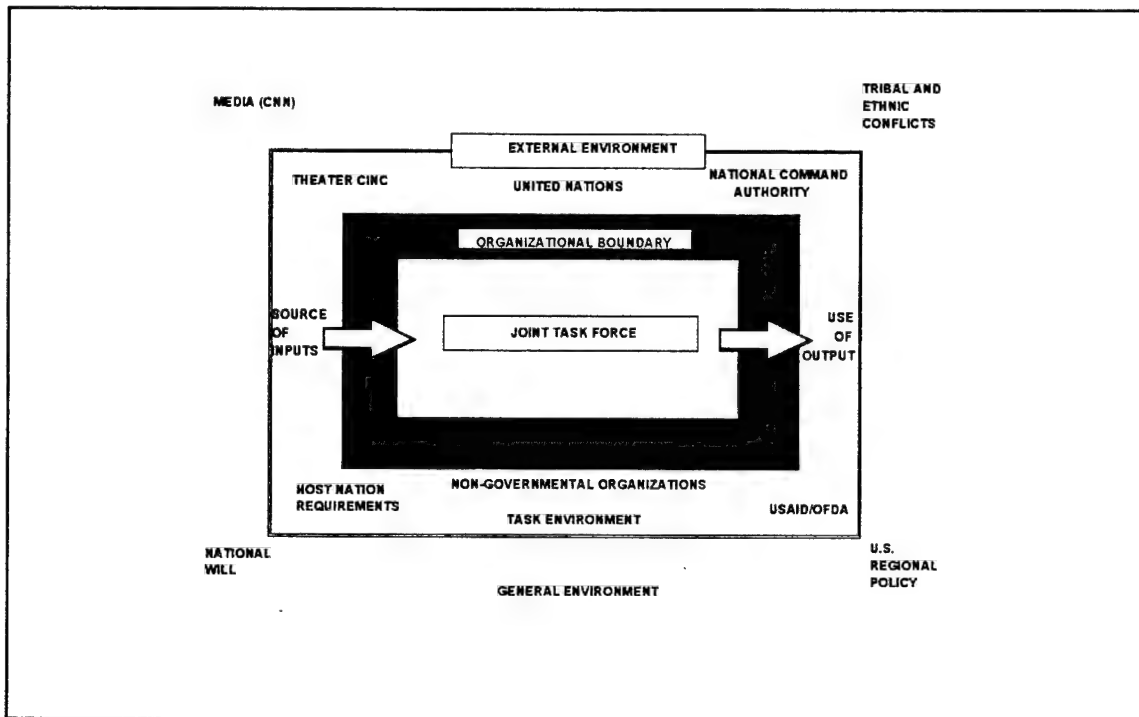 MEDIA (CNN)
TRIBAL AND
ETHNIC
CONFLICTS
EXTERNAL ENVIRONMENT
THEATER CINC
UNITED NATIONS
NATIONAL COMMAND
AUTHORITY
ORGANIZATIONAL BOUNDARY
SOURCE
OF
INPUTS
JOINT TASK FORCE
USE
OF
OUTPUT
HOST NATION
REQUIREMENTS
NON-GOVERNMENTAL ORGANIZATIONS
USAID/OFDA
TASK ENVIRONMENT
NATIONAL
WILL
U.S.
REGIONAL
POLICY
GENERAL ENVIRONMENT